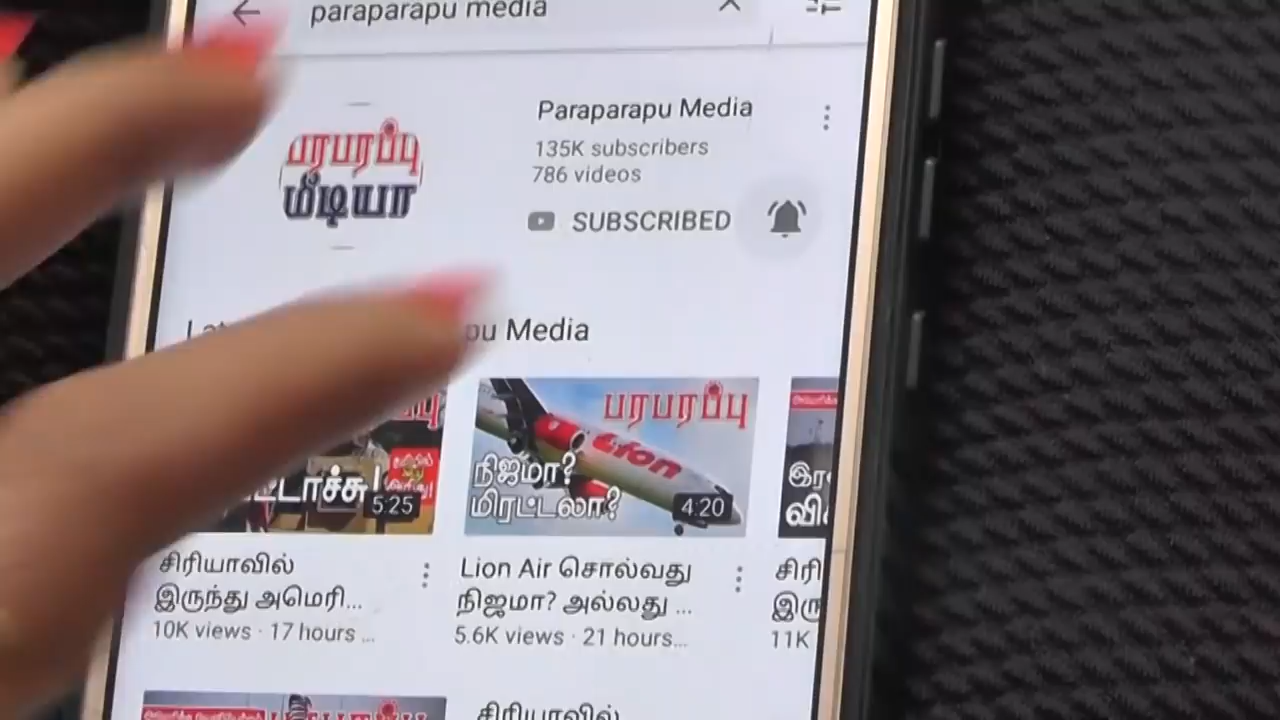 paraparapu media
பரபரப்பு
மீடியா
Paraparapu Media
135K subscribers
786 videos
SUBSCRIBED
pu Media
5:25
பரபரப்பு
Lion
நிஜமா?
மிரட்டலா?
4:20
சிரியாவில்
இருந்து அமெரி...
10K views · 17 hours ...
Lion Air சொல்வது
நிஜமா? அல்லது ...
5.6K views · 21 hours...
சிரி
இரு
11K
சிரியாவில்